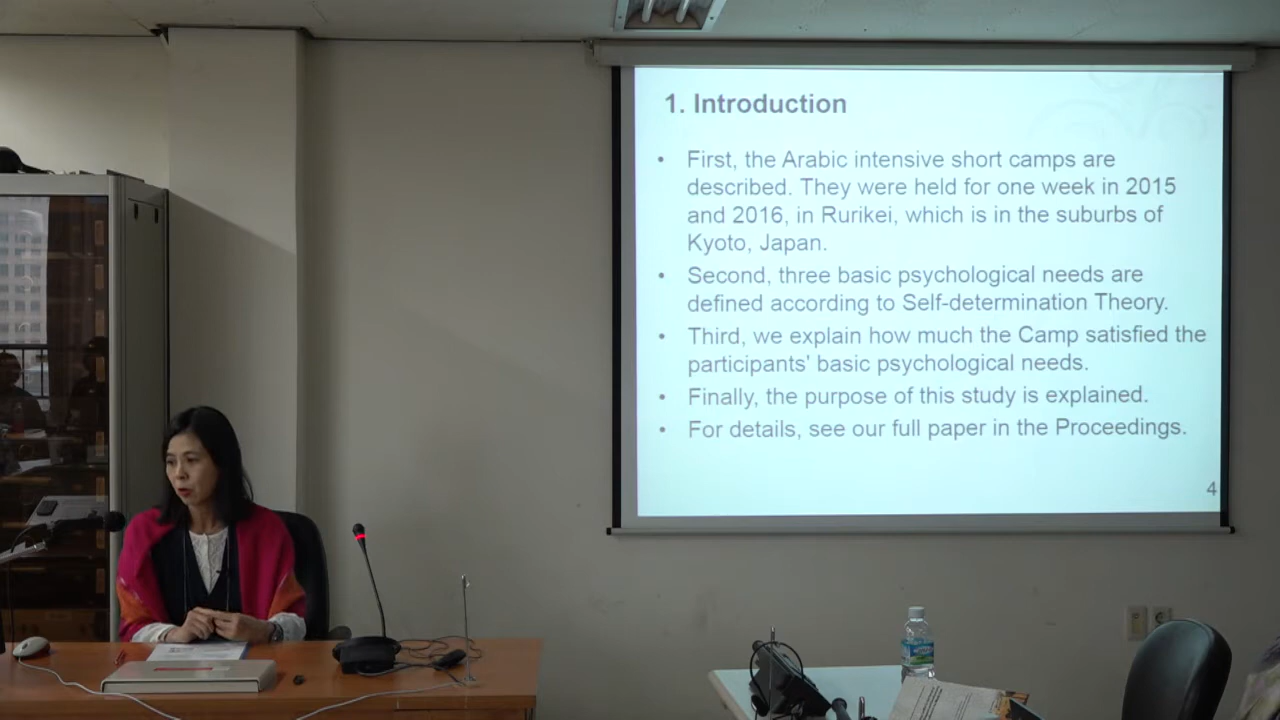 1. Introduction
• First, the Arabic intensive short camps are
described. They were held for one week in 2015
and 2016, in Rurikei, which is in the suburbs of
Kyoto, Japan.
• Second, three basic psychological needs are
defined according to Self-determination Theory.
• Third, we explain how much the Camp satisfied the
participants' basic psychological needs.
• Finally, the purpose of this study is explained.
• For details, see our full paper in the Proceedings.
4